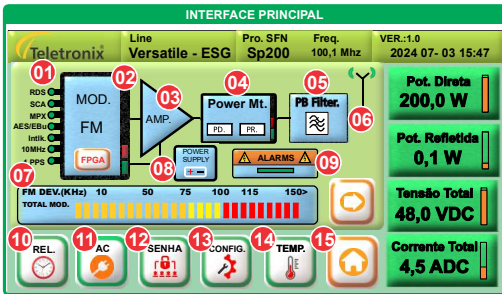 INTERFACE PRINCIPAL
Teletronix
Line
Versatile - ESG
Pro. SFN
Sp200
Freq.
100,1 Mhz
VER.:1.0
2024 07- 03 15:47
01
RDS
SCA
MPX
AES/EBu
Intlk.
10MHz
1 PPS
02
MOD.
FM
FPGA
03
AMP.
04
Power Mt.
PD.
PR.
05
PB Filter.
06
07
08
POWER
SUPPLY
+ -
09
ALARMS
FM DEV.(KHz) 10 50 75 100 115 150>
TOTAL MOD.
10
REL.
11
AC
12
SENHA
13
CONFIG.
14
TEMP.
15
Pot. Direta
200,0 W
Pot. Refletida
0,1 W
Tensão Total
48,0 VDC
Corrente Total
4,5 ADC